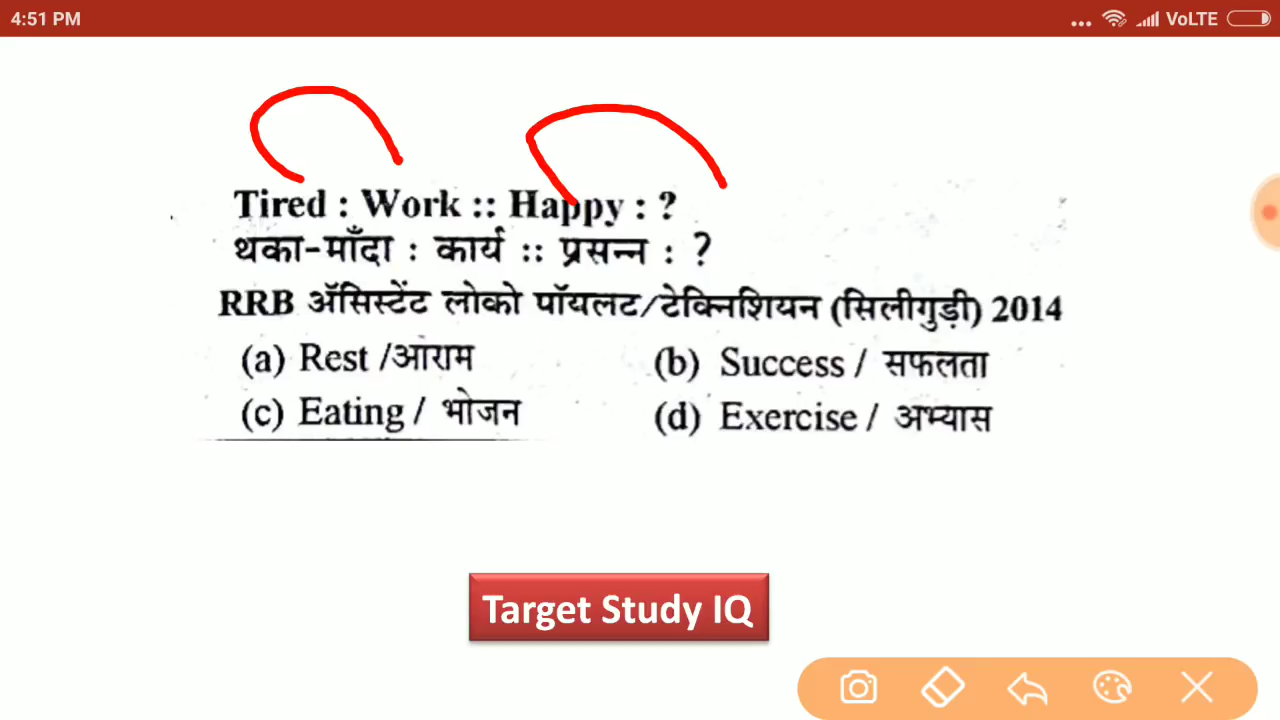 4:51 PM
... VoLTE
Tired : Work :: Happy : ?
थका-माँदा : कार्य :: प्रसन्न : ?
RRB ॲसिस्टेंट लोको पॉयलट/टेक्निशियन (सिलीगुड़ी) 2014
(a) Rest /आराम (b) Success / सफलता
(c) Eating / भोजन (d) Exercise / अभ्यास
Target Study IQ